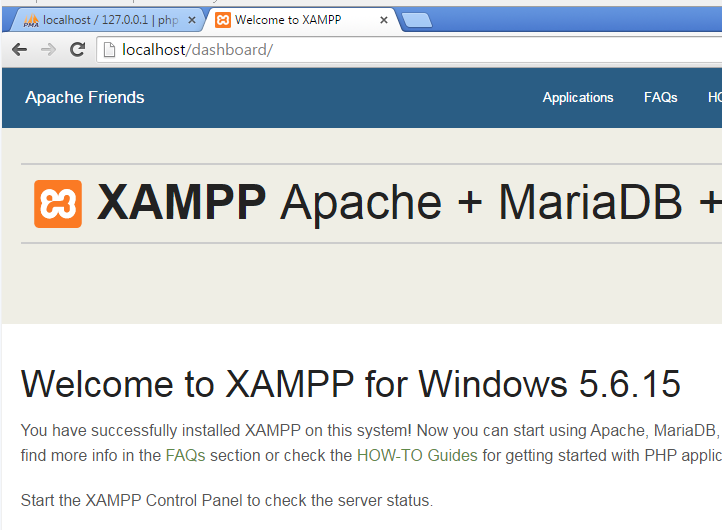 localhost / 127.0.0.1 | php
Welcome to XAMPP
localhost/dashboard/
Apache Friends
Applications
FAQs
HO
XAMPP Apache + MariaDB +
Welcome to XAMPP for Windows 5.6.15
You have successfully installed XAMPP on this system! Now you can start using Apache, MariaDB,
find more info in the FAQs section or check the HOW-TO Guides for getting started with PHP applic
Start the XAMPP Control Panel to check the server status.